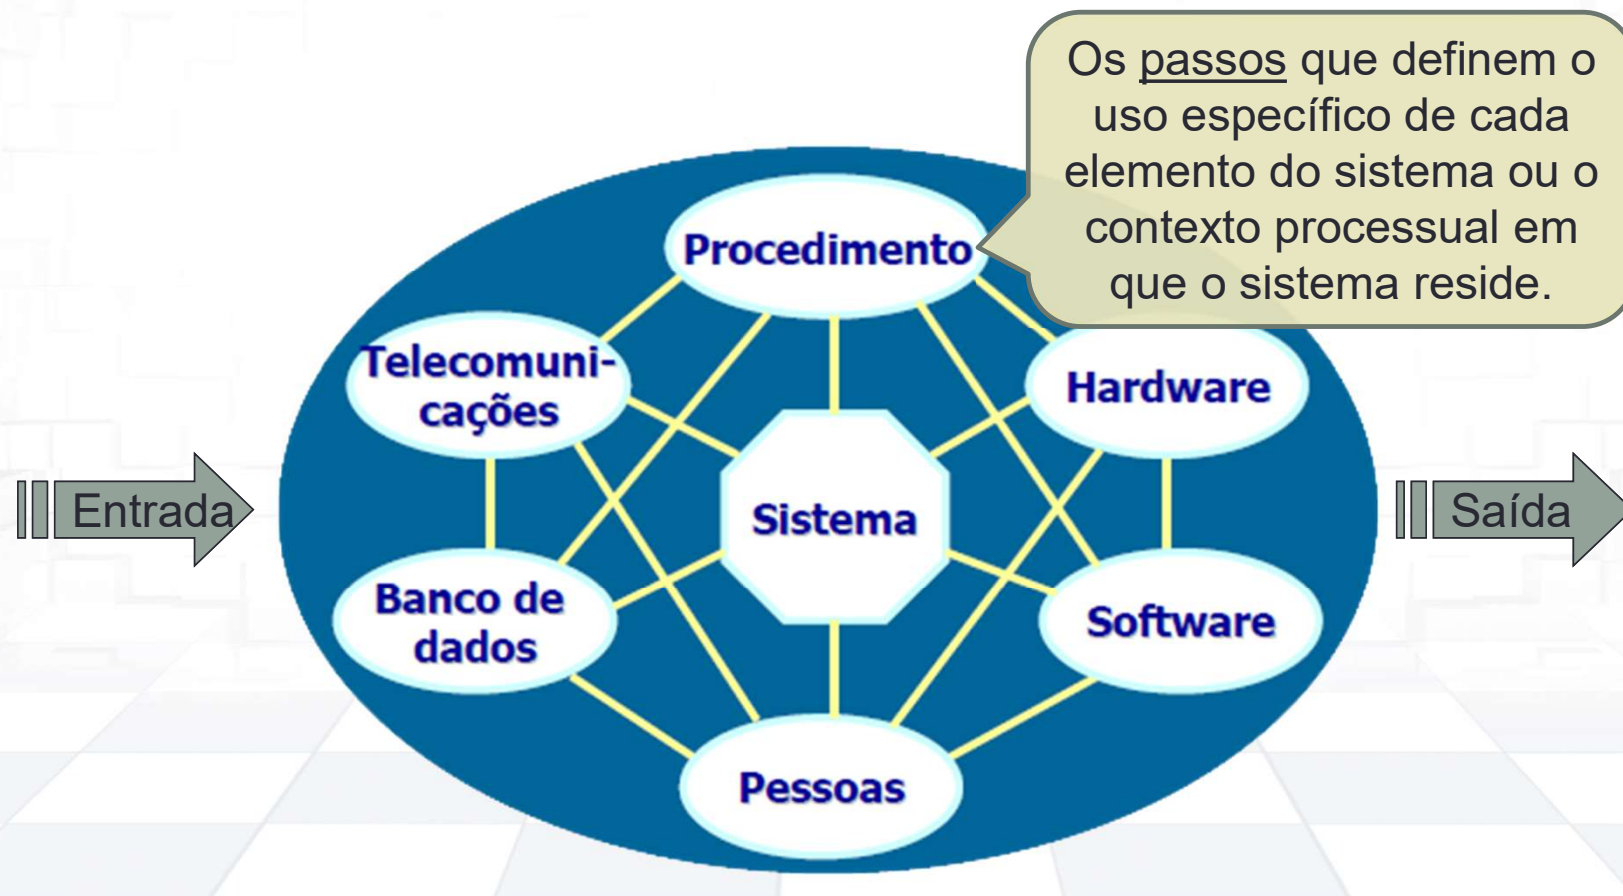 Os passos que definem o
uso específico de cada
elemento do sistema ou o
contexto processual em
que o sistema reside.
Procedimento
Telecomuni-
cações
Hardware
Entrada
Sistema
Saída
Banco de
dados
Software
Pessoas